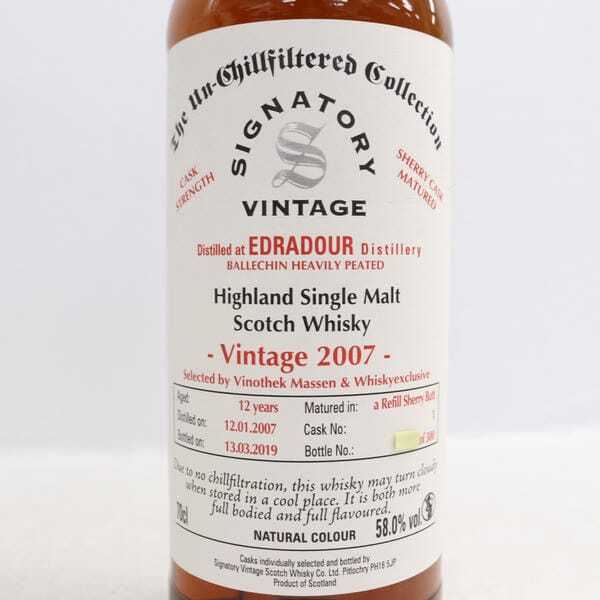 The Un-Chillfiltered Collection
SIGNATORY
S
VINTAGE
CASK
STRENGTH
SHERRY CASK
MATURED
Distilled at EDRADOUR Distillery
BALLECHIN HEAVILY PEATED
Highland Single Malt
Scotch Whisky
- Vintage 2007 -
Selected by Vinothek Massen & Whiskyexclusive
Aged: 12 years
Distilled on: 12.01.2007
Bottled on: 13.03.2019
Matured in: a Refill Sherry Butt
Cask No:
Bottle No.: of
Due to no chillfiltration, this whisky may turn cloudy
when stored in a cool place. It is both more
full bodied and full flavoured.
70cl
58.0% vol
NATURAL COLOUR
Casks individually selected and bottled by
Signatory Vintage Scotch Whisky Co. Ltd. Pitlochry PH16 5JP
Product of Scotland